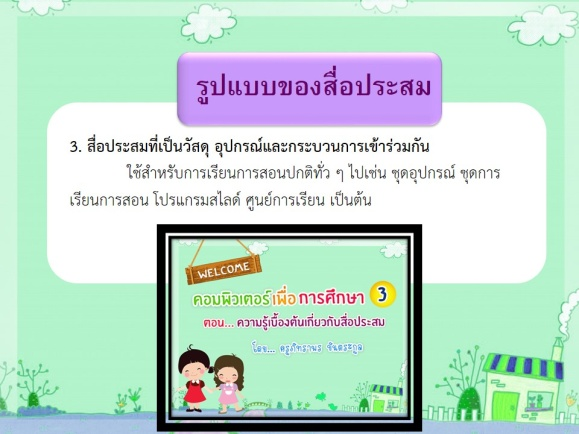 รูปแบบของสื่อประสม
3. สื่อประสมที่เป็นวัสดุ อุปกรณ์และกระบวนการเข้าร่วมกัน
ใช้สำหรับการเรียนการสอนปกติทั่ว ๆ ไปเช่น ชุดอุปกรณ์ ชุดการ
เรียนการสอน โปรแกรมสไลด์ ศูนย์การเรียน เป็นต้น
WELCOME
คอมพิวเตอร์เพื่อการศึกษา 3
ตอน... ความรู้เบื้องต้นเกี่ยวกับสื่อประสม
โดย... ครูภัทราพร